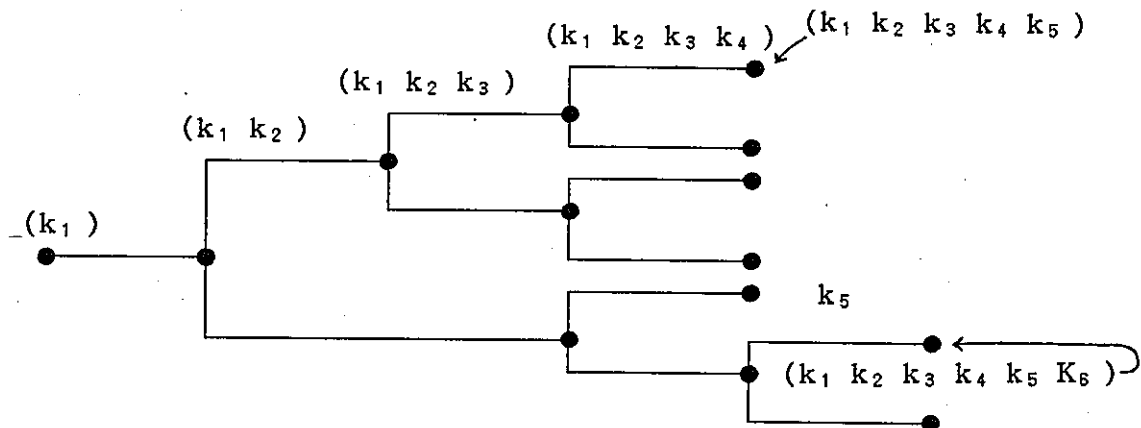 (k₁ k₂ k₃ k₄) (k₁ k₂ k₃ k₄ k₅)
(k₁ k₂ k₃)
(k₁ k₂)
(k₁)
k₅
(k₁ k₂ k₃ k₄ k₅ K₆)